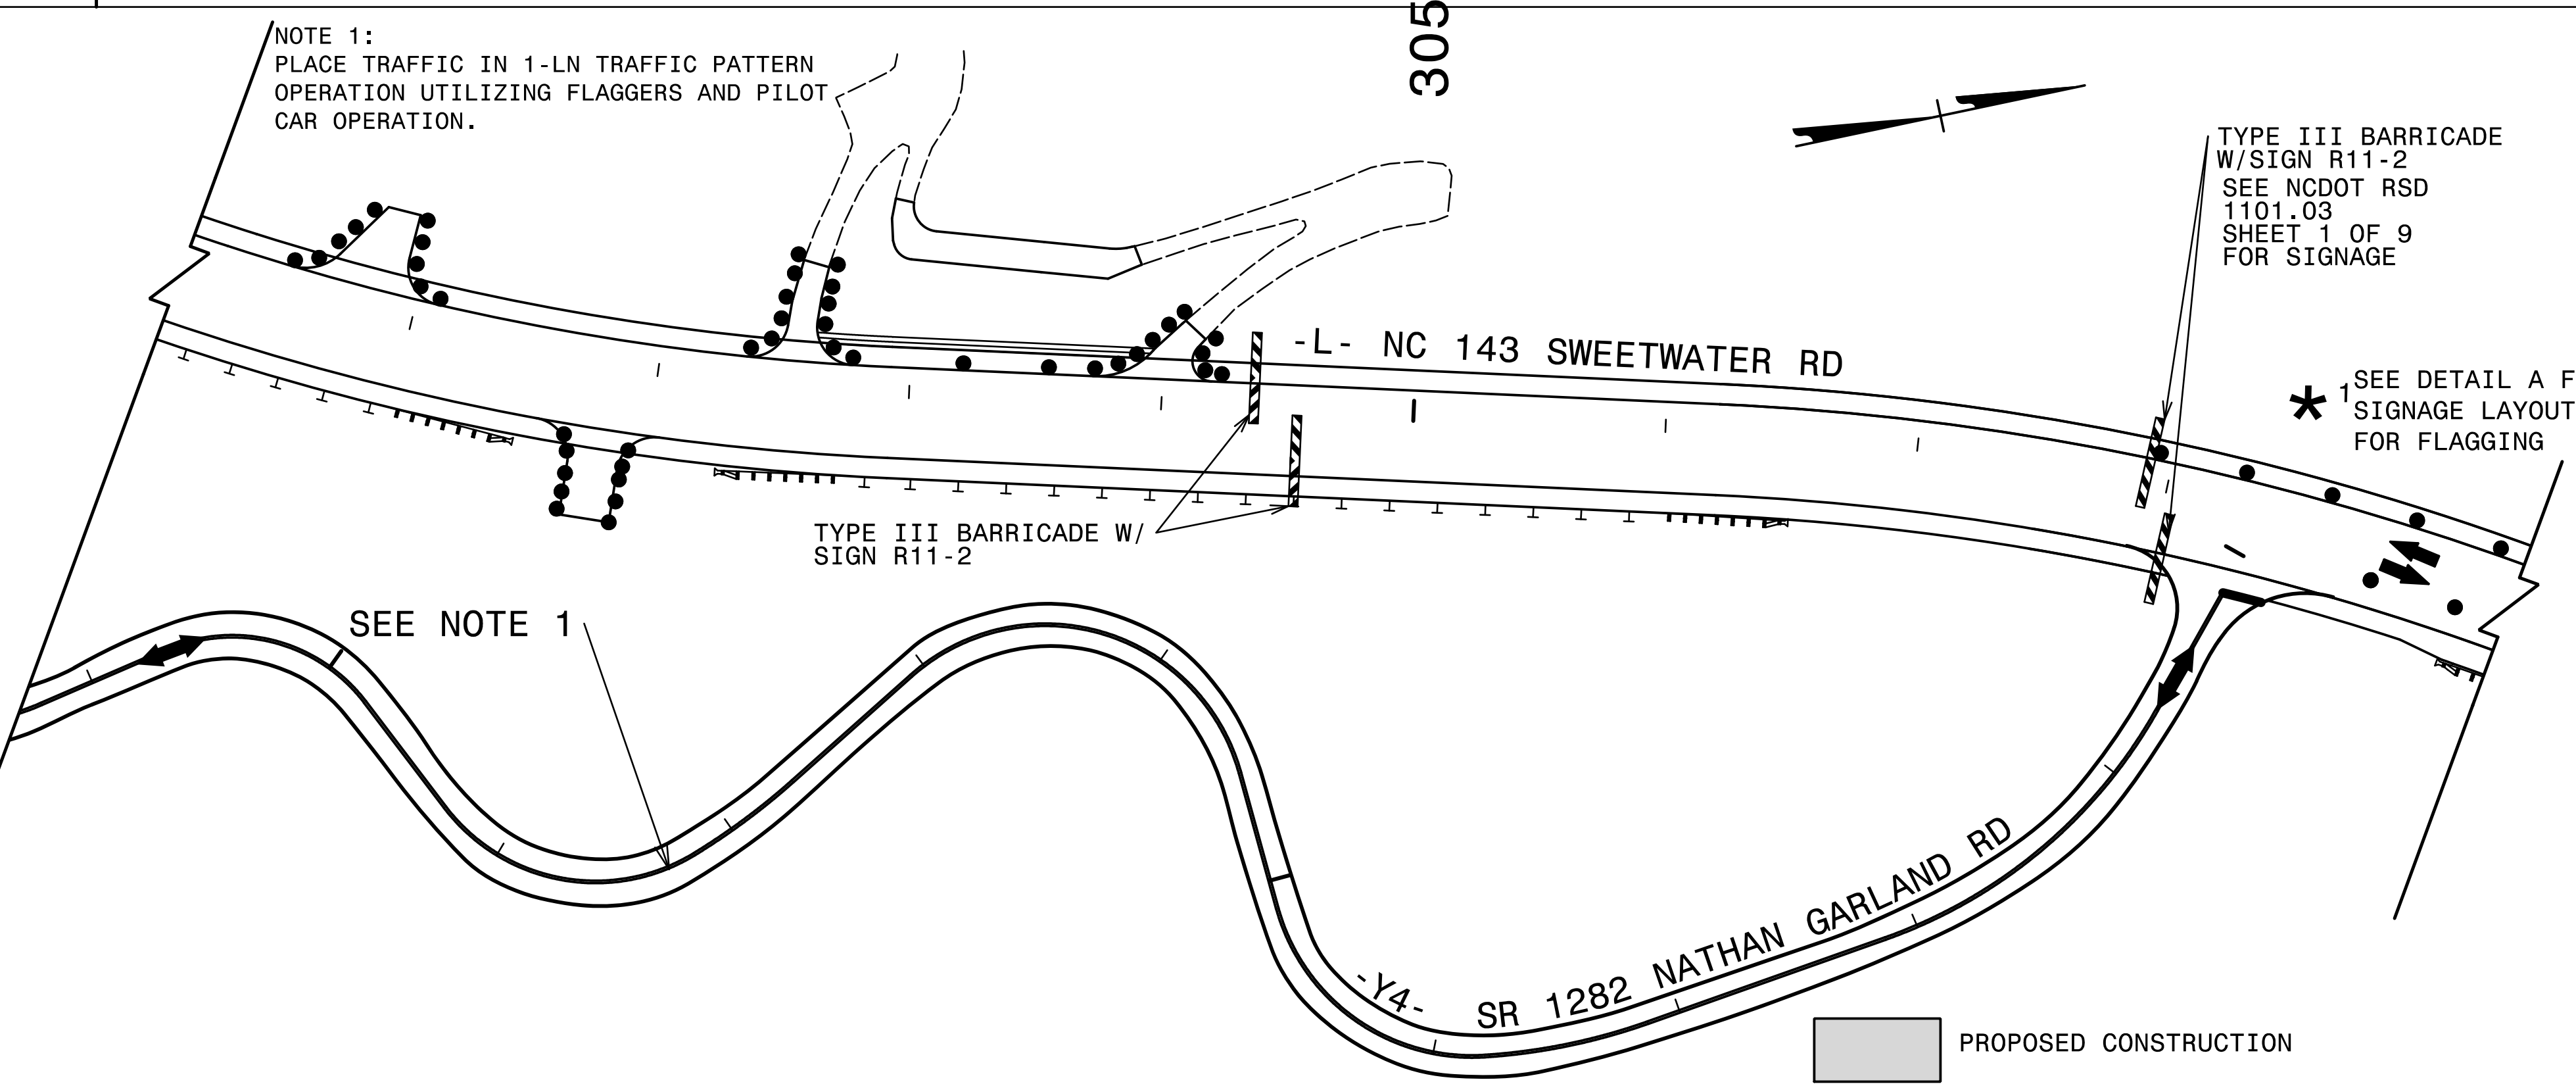 NOTE 1:
PLACE TRAFFIC IN 1-LN TRAFFIC PATTERN
OPERATION UTILIZING FLAGGERS AND PILOT
CAR OPERATION.
305
TYPE III BARRICADE
W/SIGN R11-2
SEE NCDOT RSD
1101.03
SHEET 1 OF 9
FOR SIGNAGE
-L- NC 143 SWEETWATER RD
* 1
SEE DETAIL A F
SIGNAGE LAYOUT
FOR FLAGGING
TYPE III BARRICADE W/
SIGN R11-2
SEE NOTE 1
-Y4- SR 1282 NATHAN GARLAND RD
PROPOSED CONSTRUCTION